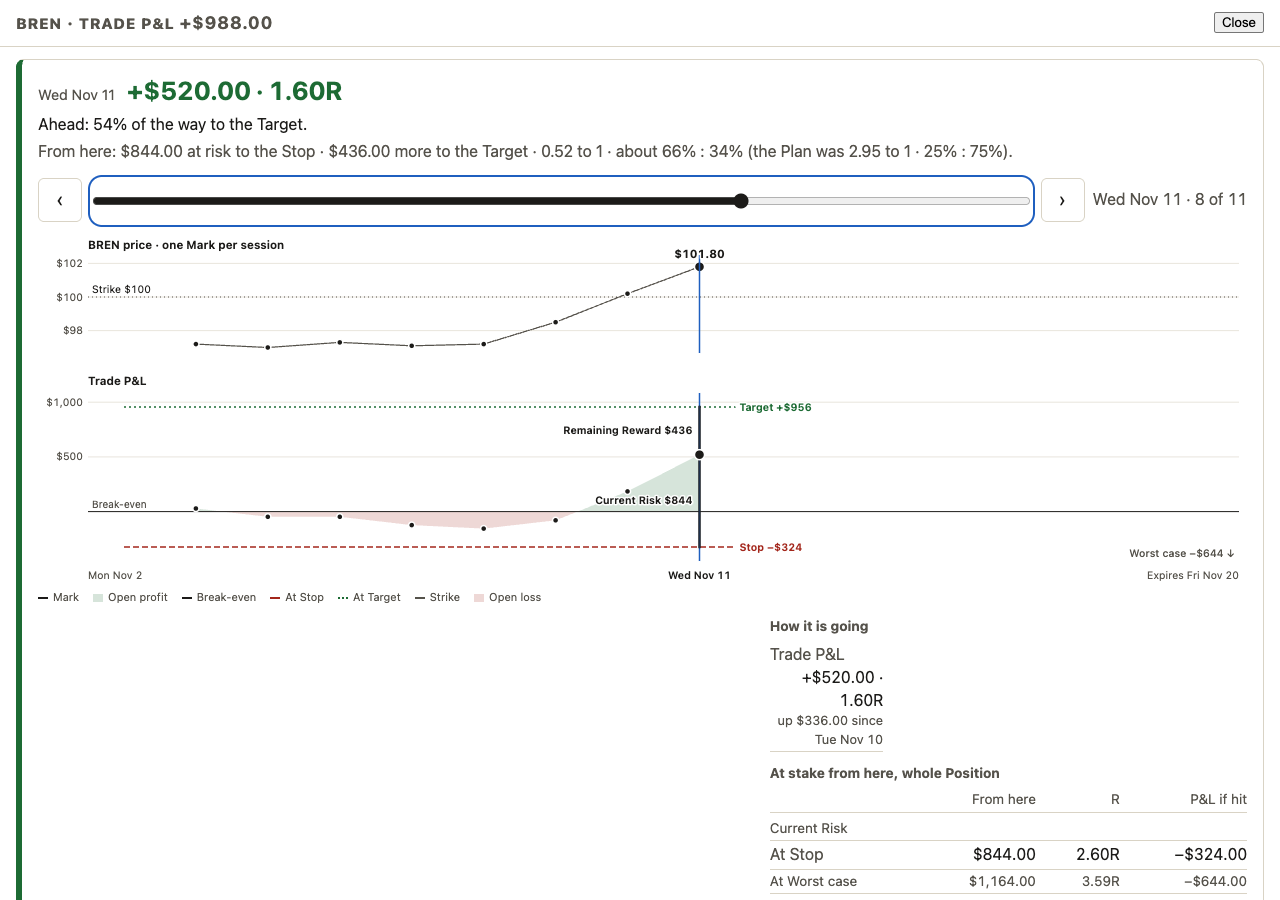 BREN · TRADE P&L +$988.00
Close
Wed Nov 11 +$520.00 · 1.60R
Ahead: 54% of the way to the Target.
From here: $844.00 at risk to the Stop · $436.00 more to the Target · 0.52 to 1 · about 66% : 34% (the Plan was 2.95 to 1 · 25% : 75%).
‹
›
Wed Nov 11 · 8 of 11
BREN price · one Mark per session
$101.80
$102
Strike $100
$100
$98
Trade P&L
$1,000
Target +$956
Remaining Reward $436
$500
Current Risk $844
Break-even
Stop −$324
Worst case −$644 ↓
Mon Nov 2
Wed Nov 11
Expires Fri Nov 20
Mark Open profit Break-even At Stop At Target Strike Open loss
How it is going
Trade P&L
+$520.00 ·
1.60R
up $336.00 since
Tue Nov 10
At stake from here, whole Position
From here R P&L if hit
Current Risk
At Stop $844.00 2.60R −$324.00
At Worst case $1,164.00 3.59R −$644.00